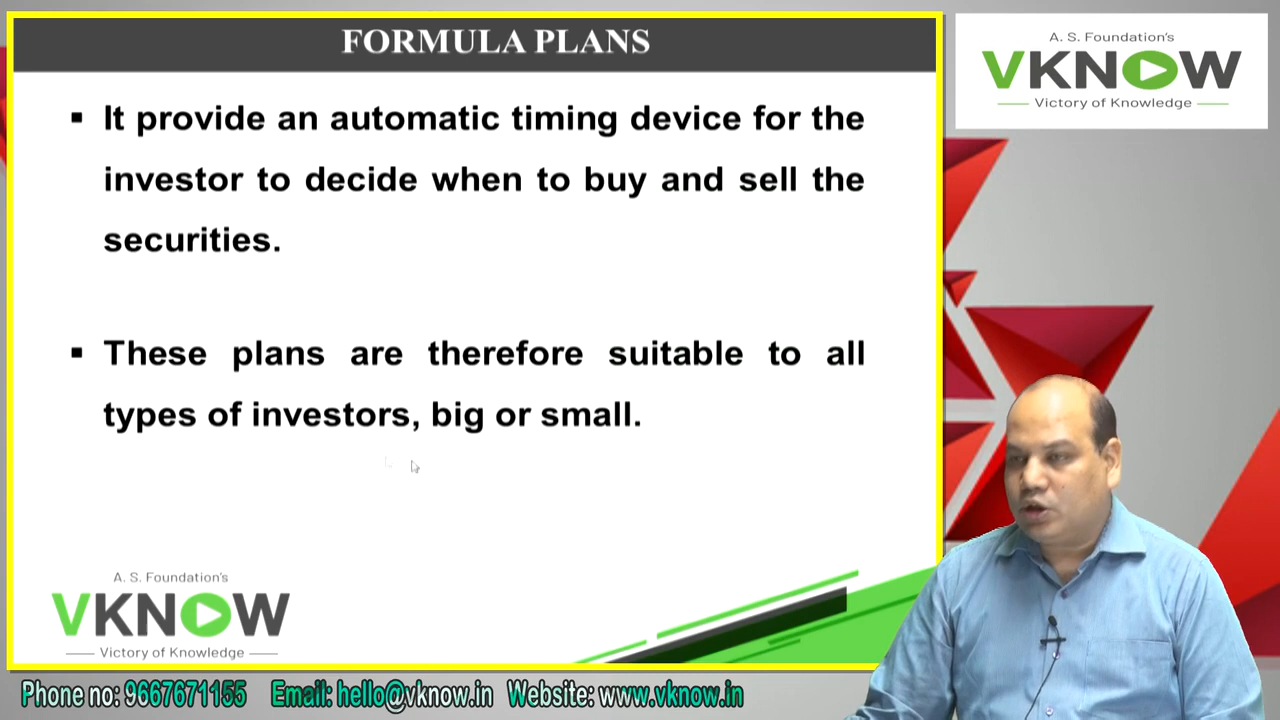 FORMULA PLANS
▪ It provide an automatic timing device for the
investor to decide when to buy and sell the
securities.
▪ These plans are therefore suitable to all
types of investors, big or small.
A. S. Foundation's
VKNOW
Victory of Knowledge
A. S. Foundation's
VKNOW
Victory of Knowledge
Phone no: 9667671155 Email: hello@vknow.in Website: www.vknow.in